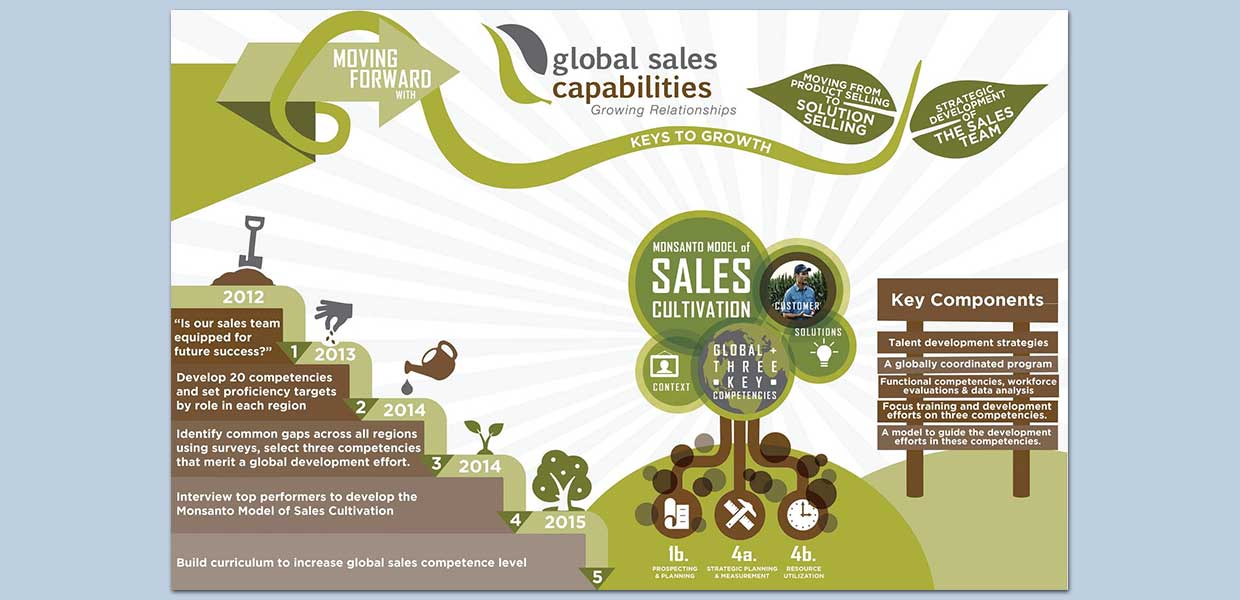 MOVING
FORWARD
WITH
global sales
capabilities
Growing Relationships
KEYS TO GROWTH
MOVING FROM
PRODUCT SELLING
TO
SOLUTION
SELLING
STRATEGIC
DEVELOPMENT
OF
THE SALES
TEAM
2012
“Is our sales team
equipped for
future success?”
1
2013
Develop 20 competencies
and set proficiency targets
by role in each region
2
2014
Identify common gaps across all regions
using surveys, select three competencies
that merit a global development effort.
3
2014
Interview top performers to develop the
Monsanto Model of Sales Cultivation
4
2015
Build curriculum to increase global sales competence level
5
MONSANTO MODEL of
SALES
CULTIVATION
CUSTOMER
SOLUTIONS
CONTEXT
GLOBAL
THREE
KEY
COMPETENCIES
1b.
PROSPECTING
& PLANNING
4a.
STRATEGIC PLANNING
& MEASUREMENT
4b.
RESOURCE
UTILIZATION
Key Components
Talent development strategies
A globally coordinated program
Functional competencies, workforce
evaluations & data analysis
Focus training and development
efforts on three competencies.
A model to guide the development
efforts in these competencies.